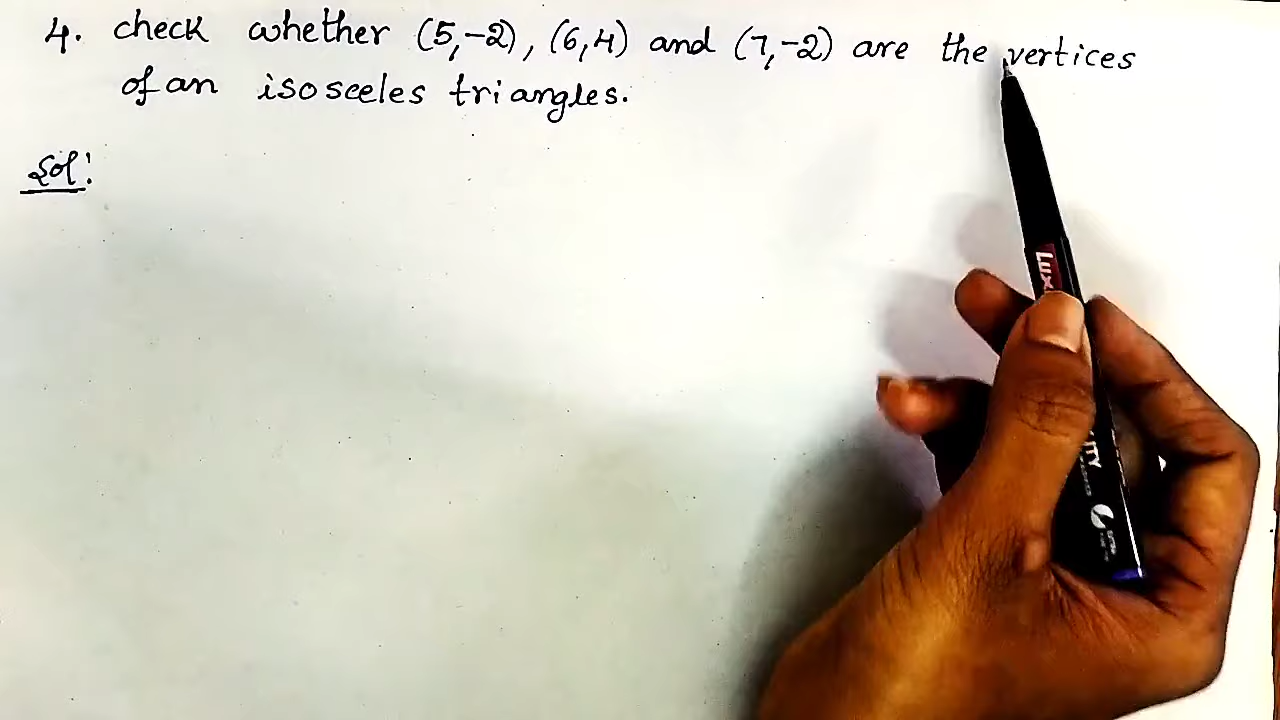 4. check whether (5,-2), (6,4) and (7,-2) are the vertices
of an isosceles triangles.
Sol: